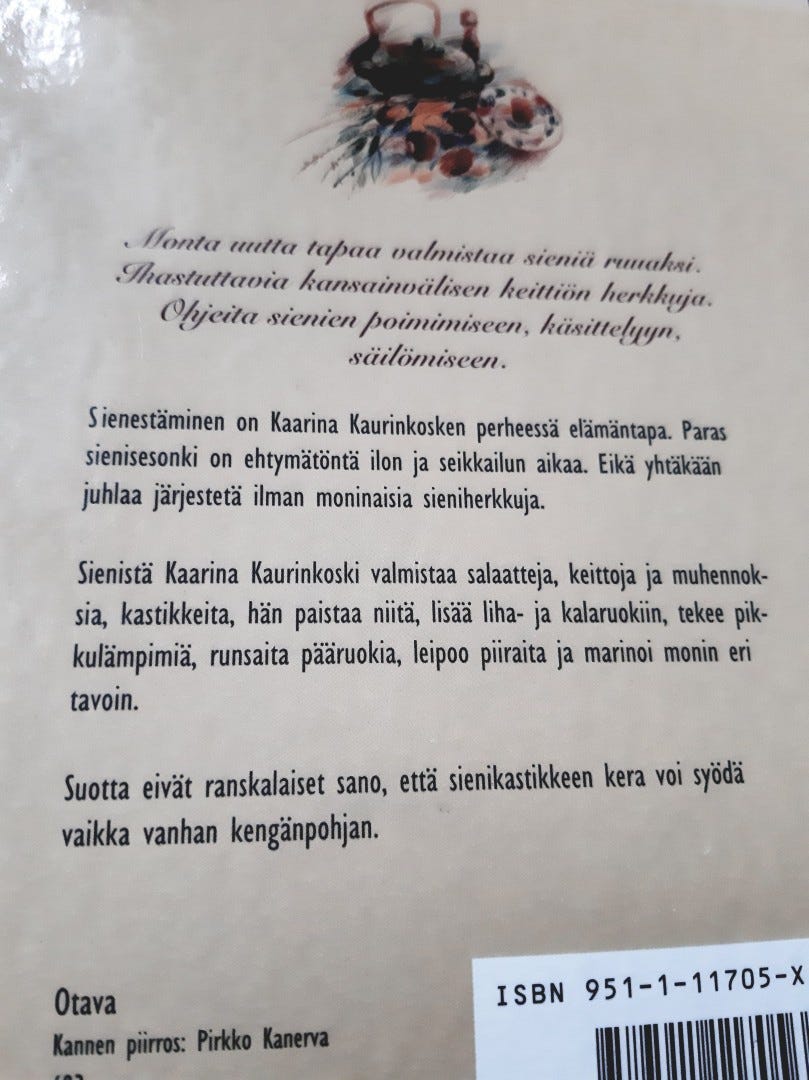 Monta uutta tapaa valmistaa sieniä ruuaksi.
Ihastuttavia kansainvälisen keittiön herkkuja.
Ohjeita sienien poimimiseen, käsittelyyn,
säilömiseen.
Sienestäminen on Kaarina Kaurinkosken perheessä elämäntapa. Paras
sienisesonki on ehtymätöntä ilon ja seikkailun aikaa. Eikä yhtäkään
juhlaa järjestetä ilman moninaisia sieniherkkuja.
Sienistä Kaarina Kaurinkoski valmistaa salaatteja, keittoja ja muhennok-
sia, kastikkeita, hän paistaa niitä, lisää liha- ja kalaruokiin, tekee pik-
kulämpimiä, runsaita pääruokia, leipoo piiraita ja marinoi monin eri
tavoin.
Suotta eivät ranskalaiset sano, että sienikastikkeen kera voi syödä
vaikka vanhan kengänpohjan.
Otava
Kannen piirros: Pirkko Kanerva
ISBN 951-1-11705-X